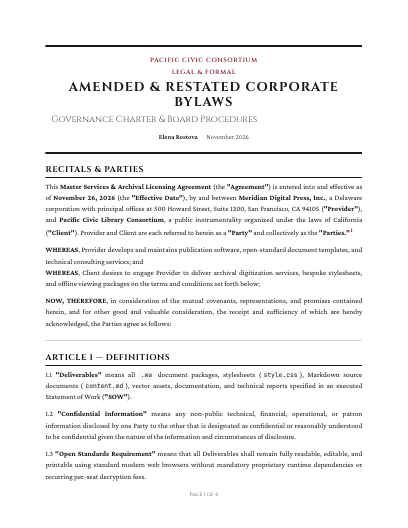 PACIFIC CIVIC CONSORTIUM
LEGAL & FORMAL
AMENDED & RESTATED CORPORATE
BYLAWS
Governance Charter & Board Procedures
Elena Rostova November 2026
RECITALS & PARTIES
This Master Services & Archival Licensing Agreement (the "Agreement") is entered into and effective as
of November 26, 2026 (the "Effective Date"), by and between Meridian Digital Press, Inc., a Delaware
corporation with principal offices at 500 Howard Street, Suite 1200, San Francisco, CA 94105 ("Provider"),
and Pacific Civic Library Consortium, a public instrumentality organized under the laws of California
("Client"). Provider and Client are each referred to herein as a "Party" and collectively as the "Parties."1
WHEREAS, Provider develops and maintains publication software, open-standard document templates, and
technical consulting services; and
WHEREAS, Client desires to engage Provider to deliver archival digitization services, bespoke stylesheets,
and offline viewing packages on the terms and conditions set forth below;
NOW, THEREFORE, in consideration of the mutual covenants, representations, and promises contained
herein, and for other good and valuable consideration, the receipt and sufficiency of which are hereby
acknowledged, the Parties agree as follows:
ARTICLE I — DEFINITIONS
1.1 "Deliverables" means all .wa document packages, stylesheets ( style.css ), Markdown source
documents ( content.md ), vector assets, documentation, and technical reports specified in an executed
Statement of Work ("SOW").
1.2 "Confidential Information" means any non-public technical, financial, operational, or patron
information disclosed by one Party to the other that is designated as confidential or reasonably understood
to be confidential given the nature of the information and circumstances of disclosure.
1.3 "Open Standards Requirement" means that all Deliverables shall remain fully readable, editable, and
printable using standard modern web browsers without mandatory proprietary runtime dependencies or
recurring per-seat decryption fees.
Page 1 of 4